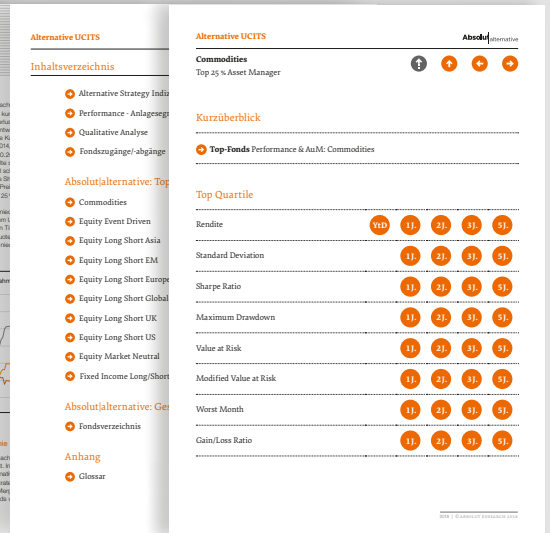 Alternative UCITS
Inhaltsverzeichnis
Alternative Strategy Indiz
Performance - Anlagesegr
Qualitative Analyse
Fondszugänge/-abgänge
Absolut|alternative: Top
Commodities
Equity Event Driven
Equity Long Short Asia
Equity Long Short EM
Equity Long Short Europe
Equity Long Short Global
Equity Long Short UK
Equity Long Short US
Equity Market Neutral
Fixed Income Long/Short
Absolut|alternative: Ges
Fondsverzeichnis
Anhang
Glossar
Alternative UCITS
Absolut|alternative
Commodities
Top 25 % Asset Manager
Kurzüberblick
Top-Fonds Performance & AuM: Commodities
Top Quartile
Rendite YtD 1J. 2J. 3J. 5J.
Standard Deviation 1J. 2J. 3J. 5J.
Sharpe Ratio 1J. 2J. 3J. 5J.
Maximum Drawdown 1J. 2J. 3J. 5J.
Value at Risk 1J. 2J. 3J. 5J.
Modified Value at Risk 1J. 2J. 3J. 5J.
Worst Month 1J. 2J. 3J. 5J.
Gain/Loss Ratio 1J. 2J. 3J. 5J.